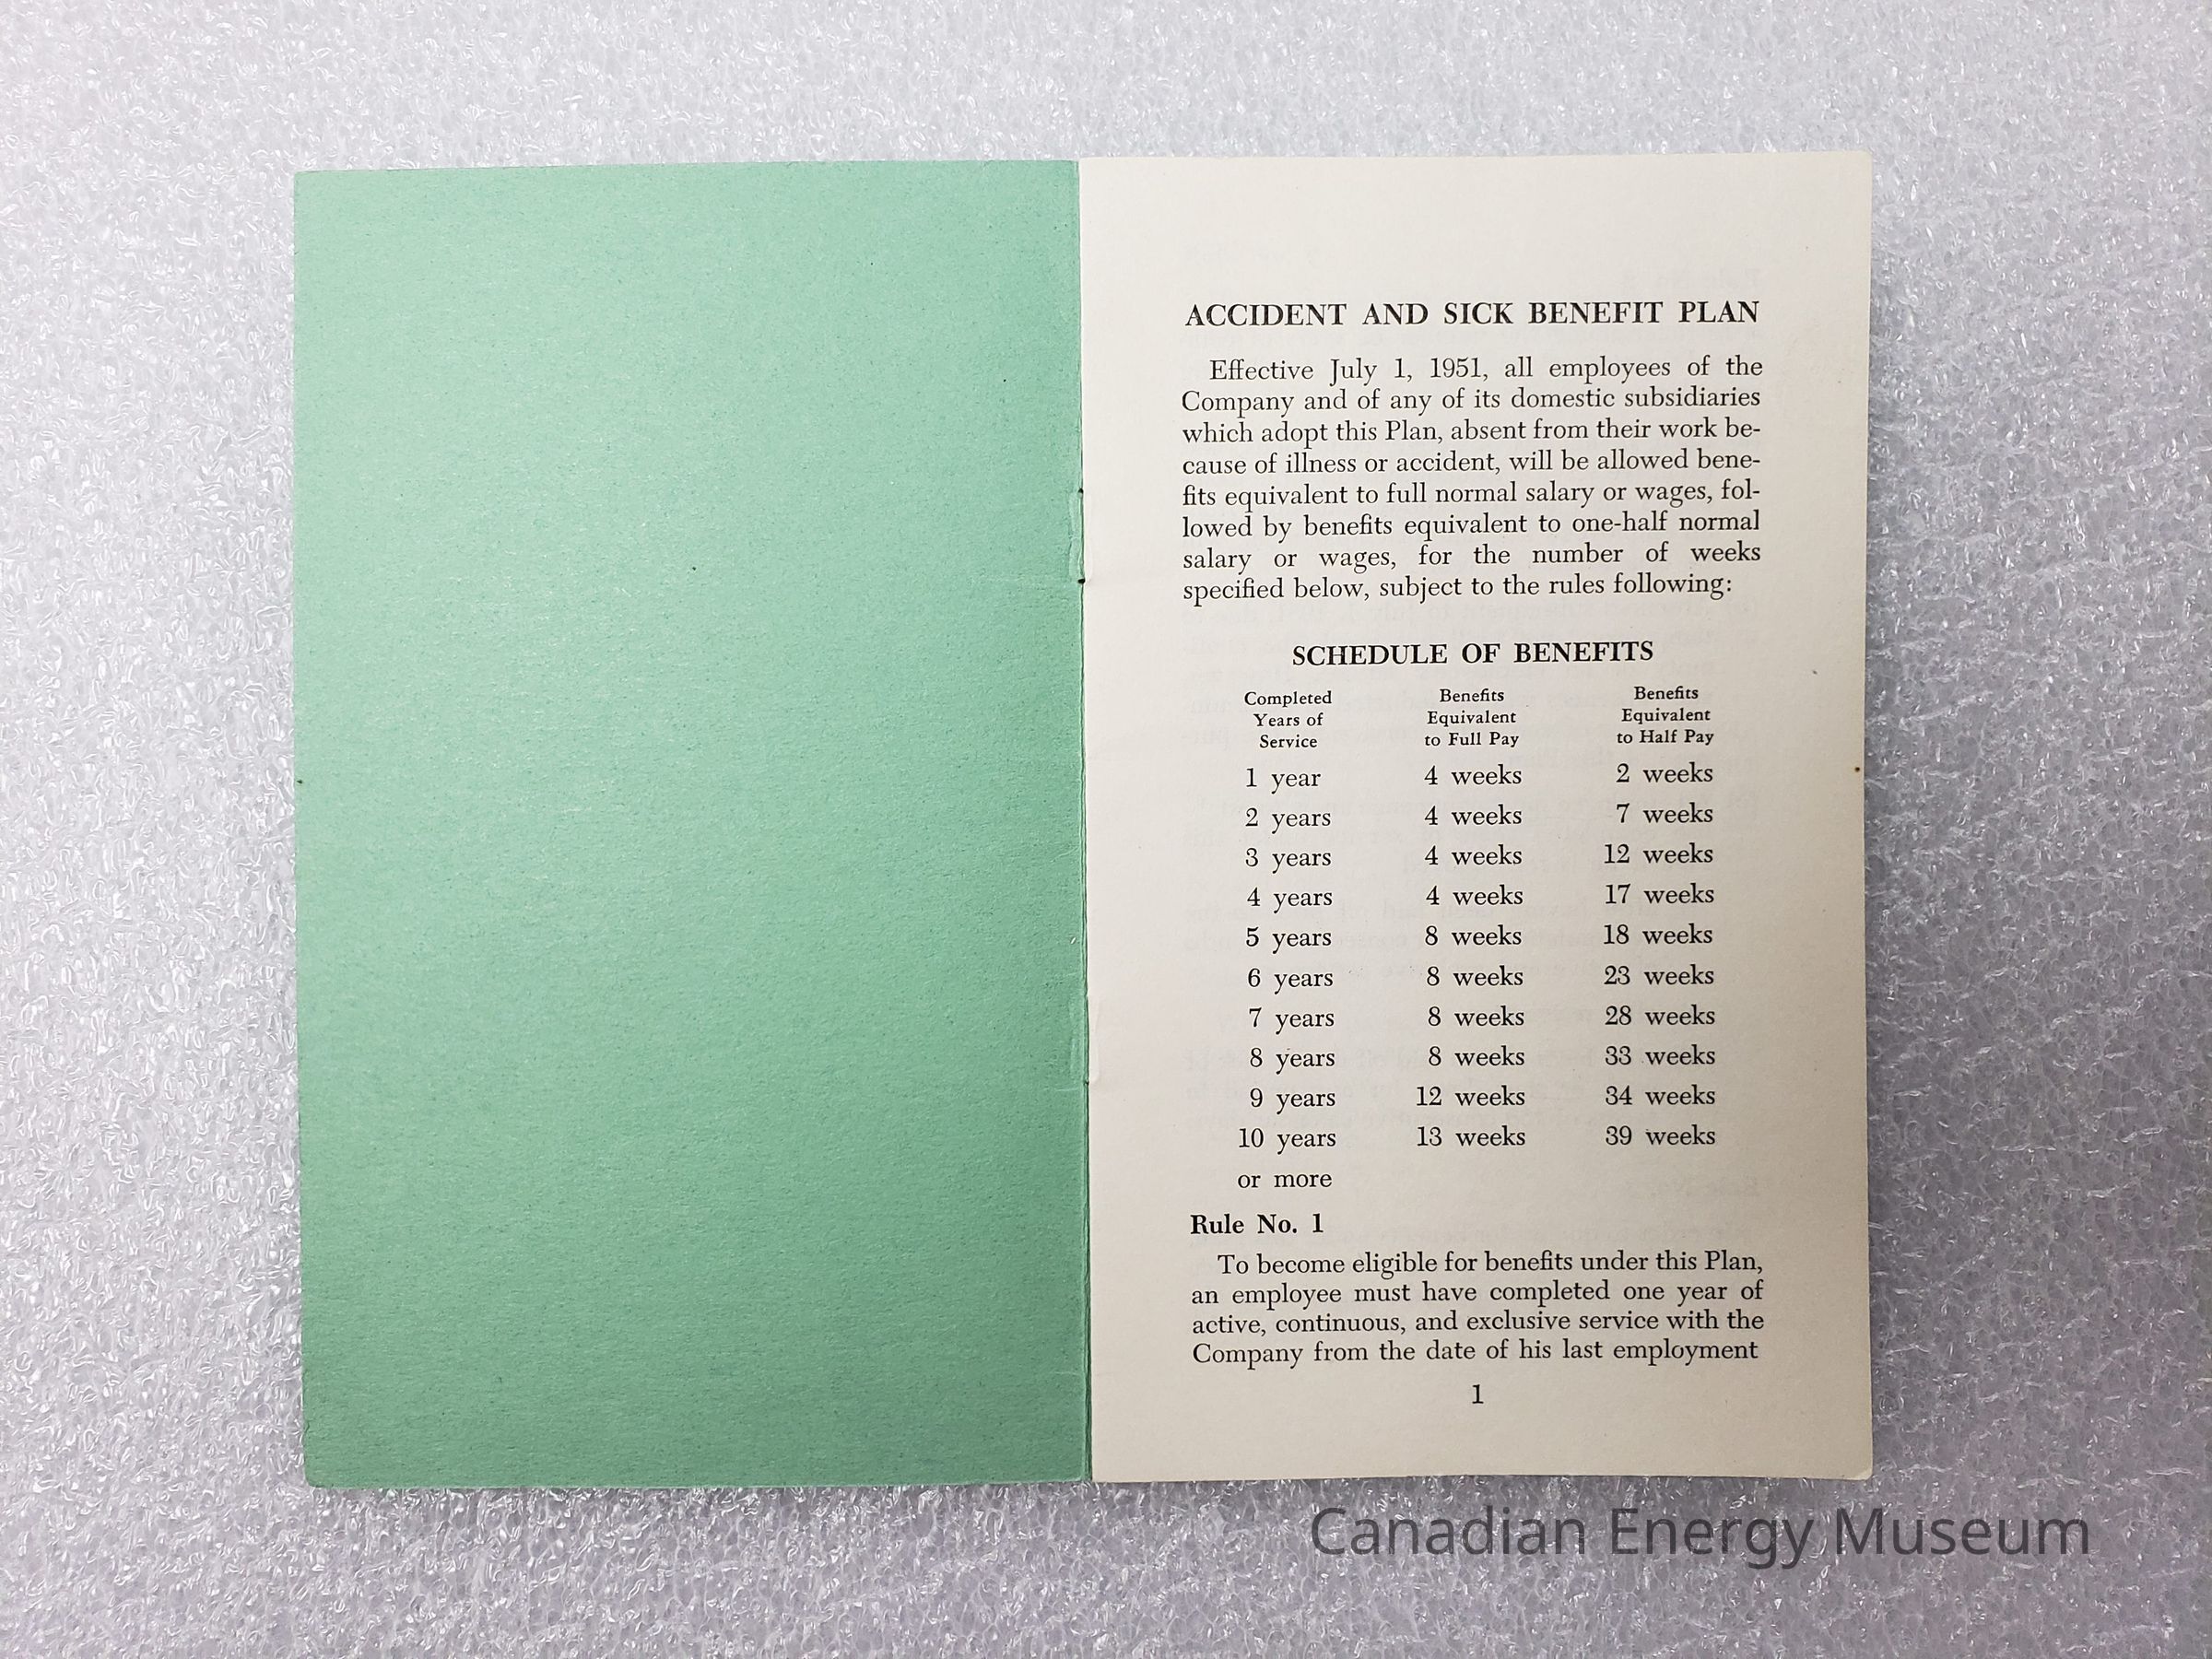 ACCIDENT AND SICK BENEFIT PLAN
Effective July 1, 1951, all employees of the
Company and of any of its domestic subsidiaries
which adopt this Plan, absent from their work be-
cause of illness or accident, will be allowed bene-
fits equivalent to full normal salary or wages, fol-
lowed by benefits equivalent to one-half normal
salary or wages, for the number of weeks
specified below, subject to the rules following:
SCHEDULE OF BENEFITS
Completed Benefits Benefits
Years of Equivalent Equivalent
Service to Full Pay to Half Pay
1 year 4 weeks 2 weeks
2 years 4 weeks 7 weeks
3 years 4 weeks 12 weeks
4 years 4 weeks 17 weeks
5 years 8 weeks 18 weeks
6 years 8 weeks 23 weeks
7 years 8 weeks 28 weeks
8 years 8 weeks 33 weeks
9 years 12 weeks 34 weeks
10 years 13 weeks 39 weeks
or more
Rule No. 1
To become eligible for benefits under this Plan,
an employee must have completed one year of
active, continuous, and exclusive service with the
Company from the date of his last employment
1
Canadian Energy Museum